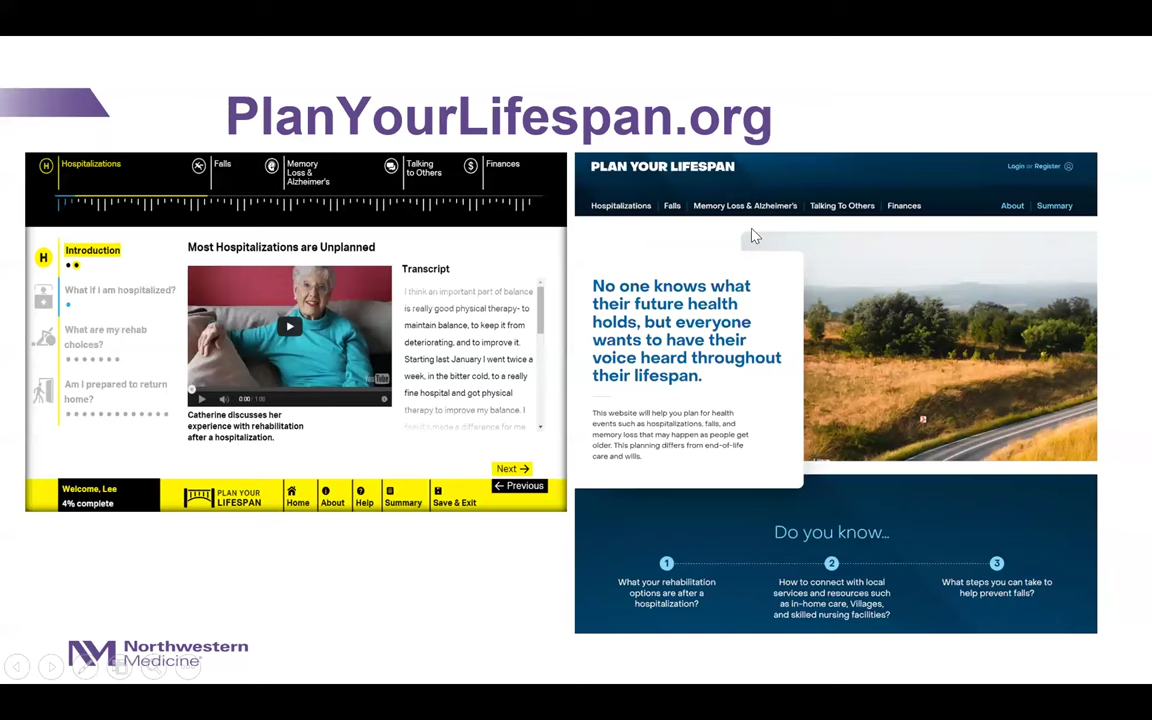 PlanYourLifespan.org
H
Hospitalizations
Falls
Memory
Loss &
Alzheimer's
Talking
to Others
$
Finances
H
Introduction
What if I am hospitalized?
What are my rehab
choices?
Am I prepared to return
home?
Most Hospitalizations are Unplanned
YouTube
0:00 / 1:00
Catherine discusses her
experience with rehabilitation
after a hospitalization.
Transcript
I think an important part of balance
is really good physical therapy- to
maintain balance, to keep it from
deteriorating, and to improve it.
Starting last January I went twice a
week, in the bitter cold, to a really
fine hospital and got physical
therapy to improve my balance. I
made a difference for me
Next
Previous
Welcome, Lee
4% complete
PLAN YOUR
LIFESPAN
Home
About
Help
Summary
Save & Exit
PLAN YOUR LIFESPAN
Login or Register
Hospitalizations
Falls
Memory Loss & Alzheimer's
Talking To Others
Finances
About
Summary
No one knows what
their future health
holds, but everyone
wants to have their
voice heard throughout
their lifespan.
This website will help you plan for health
events such as hospitalizations, falls, and
memory loss that may happen as people get
older. This planning differs from end-of-life
care and wills.
Do you know...
1
What your rehabilitation
options are after a
hospitalization?
2
How to connect with local
services and resources such
as in-home care, Villages,
and skilled nursing facilities?
3
What steps you can take to
help prevent falls?
NM
Northwestern
Medicine®